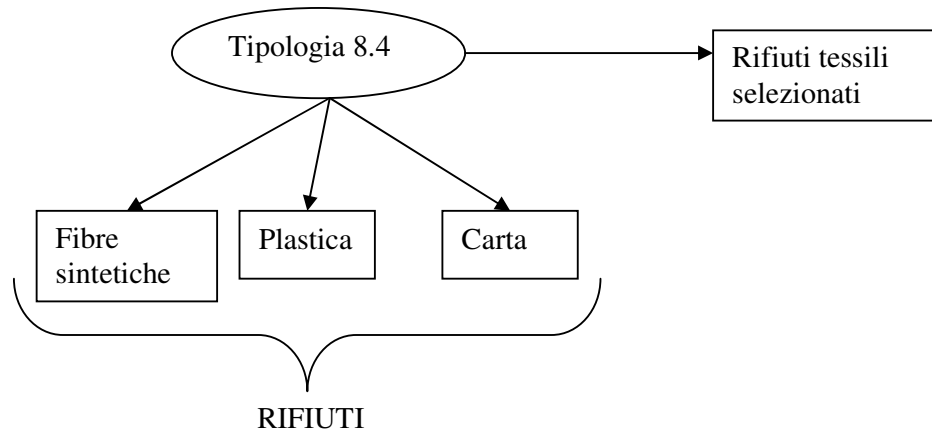 Tipologia 8.4
Rifiuti tessili
selezionati
Fibre
sintetiche
Plastica
Carta
RIFIUTI